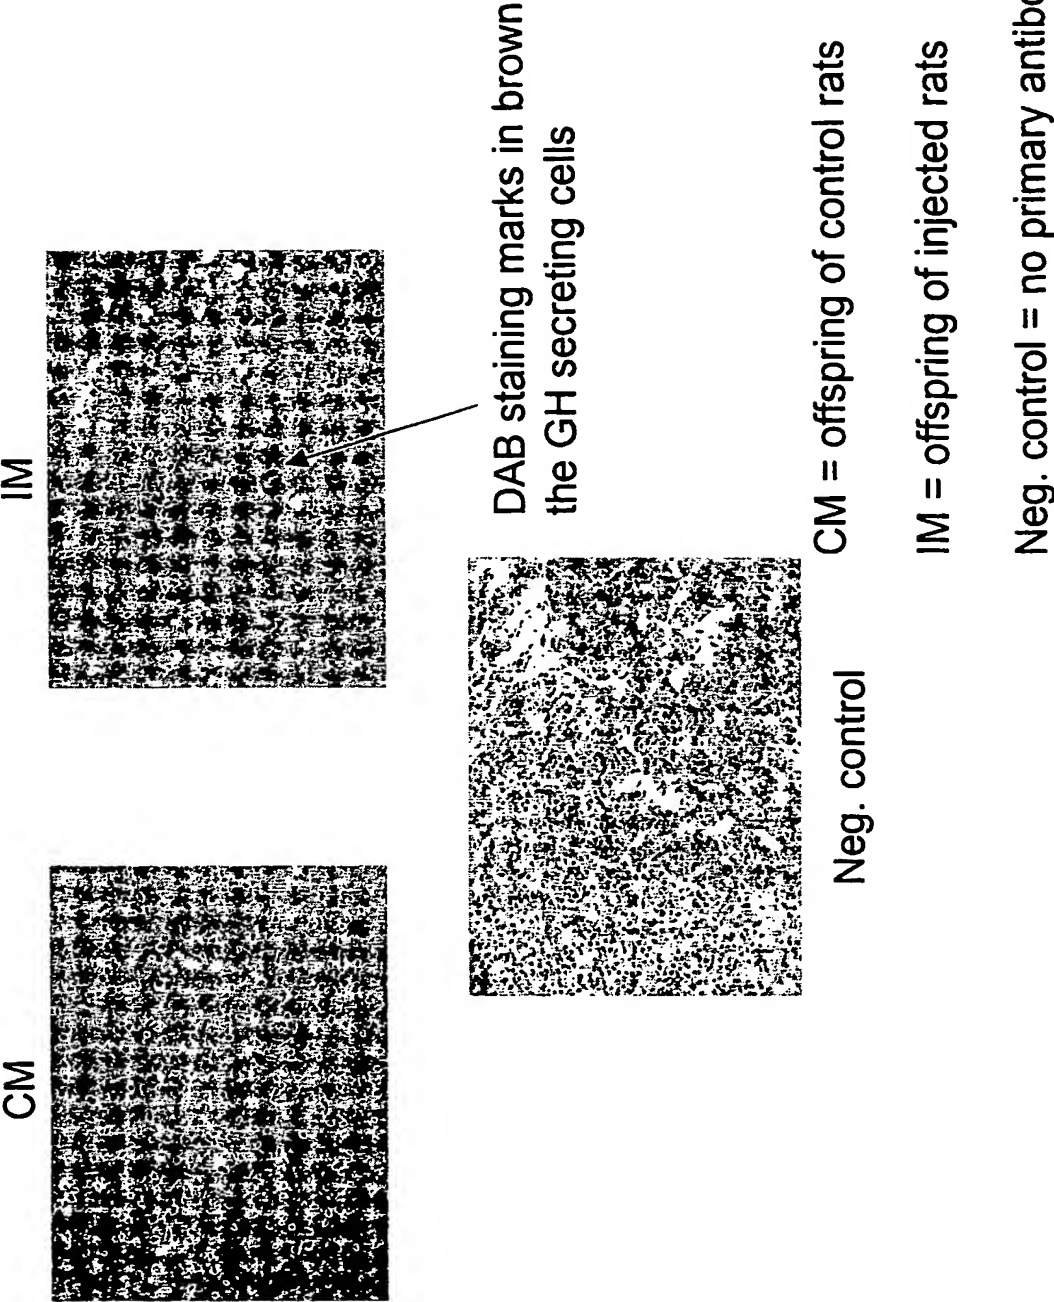 CM
IM
DAB staining marks in brown
the GH secreting cells
Neg. control
CM = offspring of control rats
IM = offspring of injected rats
Neg. control = no primary